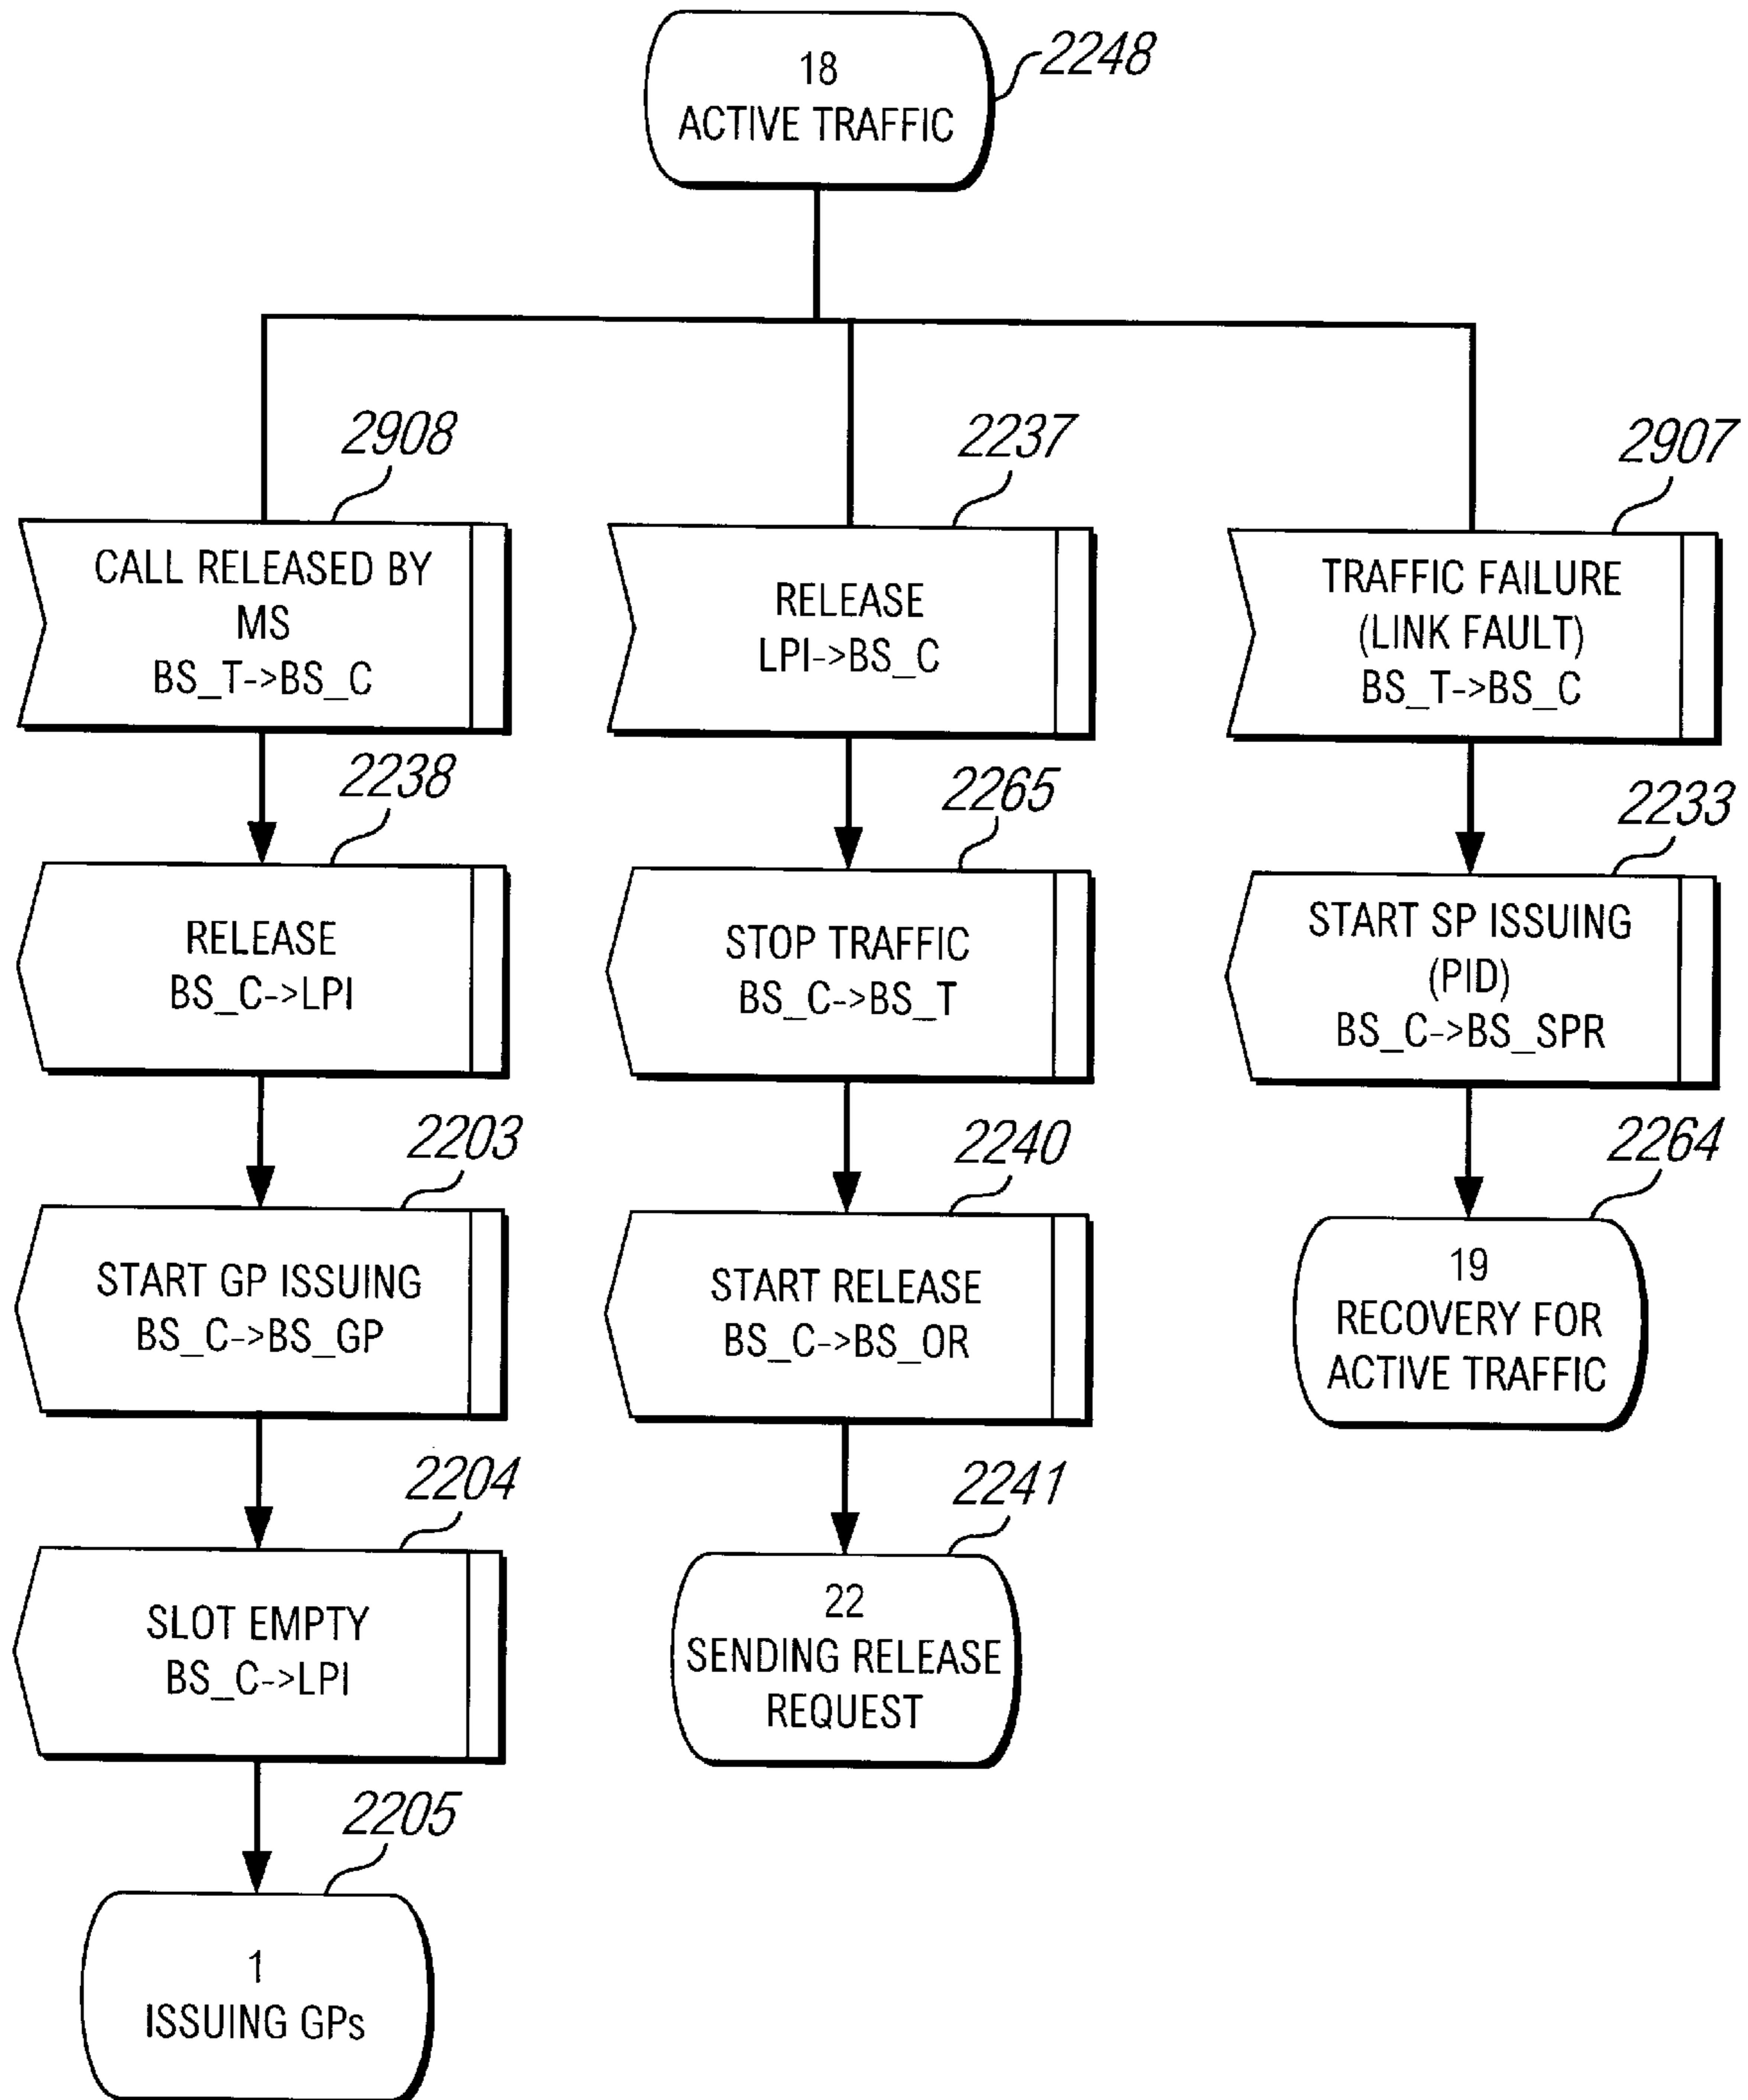 18
ACTIVE TRAFFIC
2248
2908
CALL RELEASED BY
MS
BS_T->BS_C
2238
RELEASE
BS_C->LPI
2203
START GP ISSUING
BS_C->BS_GP
2204
SLOT EMPTY
BS_C->LPI
2205
1
ISSUING GPs
2237
RELEASE
LPI->BS_C
2265
STOP TRAFFIC
BS_C->BS_T
2240
START RELEASE
BS_C->BS_OR
2241
22
SENDING RELEASE
REQUEST
2907
TRAFFIC FAILURE
(LINK FAULT)
BS_T->BS_C
2233
START SP ISSUING
(PID)
BS_C->BS_SPR
2264
19
RECOVERY FOR
ACTIVE TRAFFIC